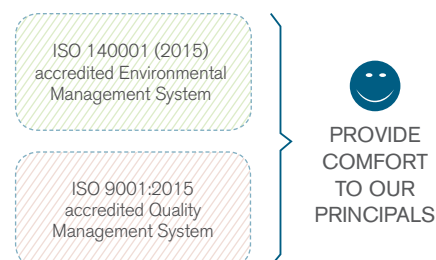 ISO 140001 (2015)
accredited Environmental
Management System
ISO 9001:2015
accredited Quality
Management System
PROVIDE
COMFORT
TO OUR
PRINCIPALS